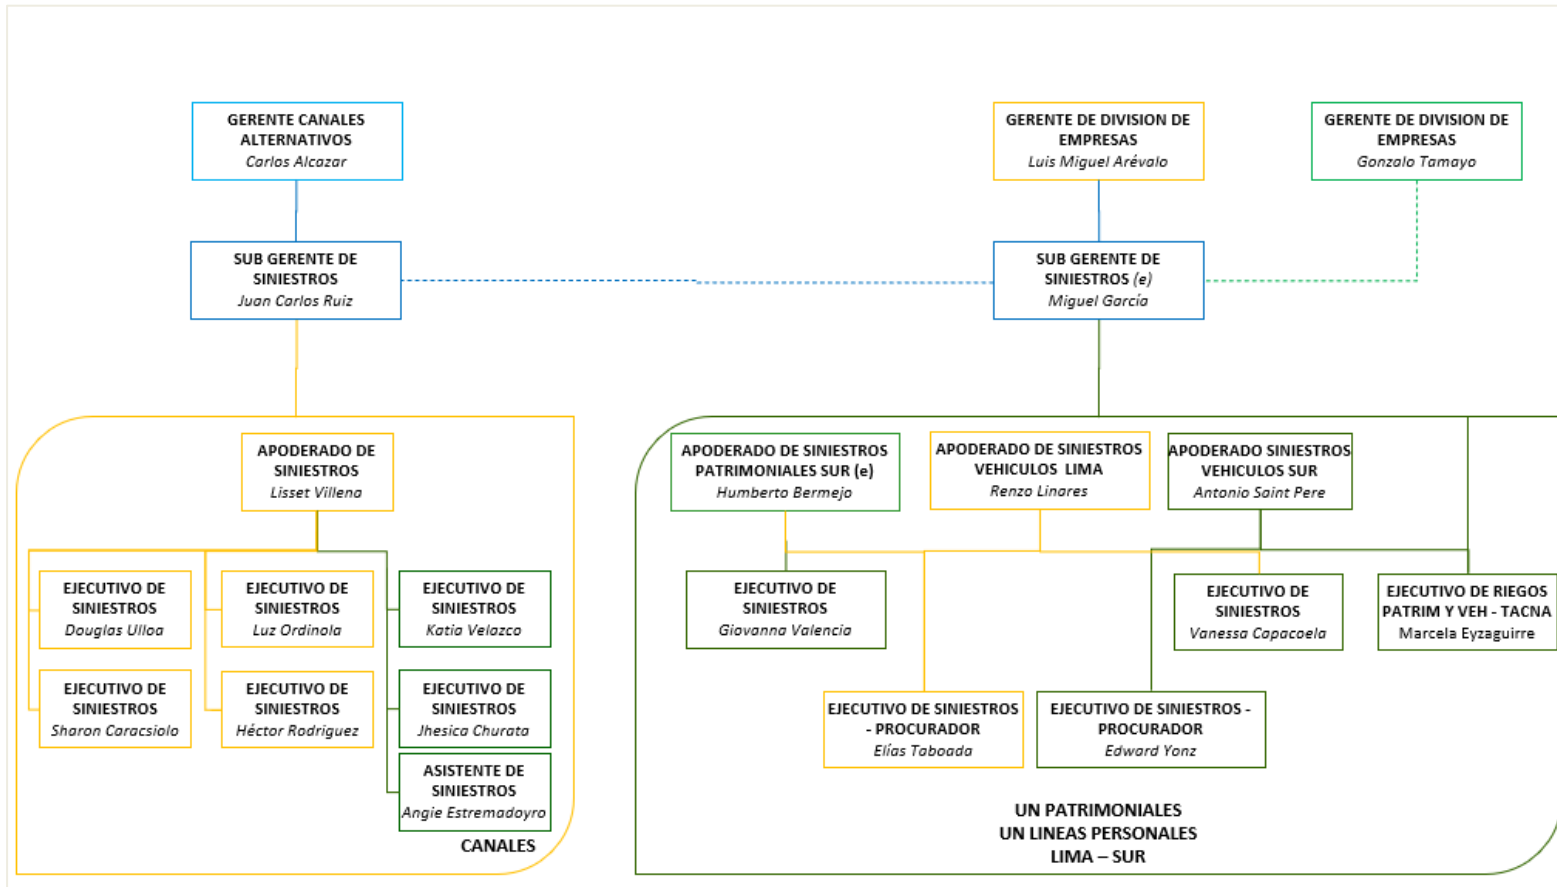 GERENTE CANALES
ALTERNATIVOS
Carlos Alcazar
GERENTE DE DIVISION DE
EMPRESAS
Luis Miguel Arévalo
GERENTE DE DIVISION DE
EMPRESAS
Gonzalo Tamayo
SUB GERENTE DE
SINIESTROS
Juan Carlos Ruiz
SUB GERENTE DE
SINIESTROS (e)
Miguel García
APODERADO DE
SINIESTROS
Lisset Villena
EJECUTIVO DE
SINIESTROS
Douglas Ulloa
EJECUTIVO DE
SINIESTROS
Luz Ordinola
EJECUTIVO DE
SINIESTROS
Katia Velazco
EJECUTIVO DE
SINIESTROS
Sharon Caracsiolo
EJECUTIVO DE
SINIESTROS
Héctor Rodriguez
EJECUTIVO DE
SINIESTROS
Jhesica Churata
ASISTENTE DE
SINIESTROS
Angie Estremadoyro
CANALES
APODERADO DE SINIESTROS
PATRIMONIALES SUR (e)
Humberto Bermejo
APODERADO DE SINIESTROS
VEHICULOS LIMA
Renzo Linares
APODERADO SINIESTROS
VEHICULOS SUR
Antonio Saint Pere
EJECUTIVO DE
SINIESTROS
Giovanna Valencia
EJECUTIVO DE
SINIESTROS
Vanessa Capacoela
EJECUTIVO DE RIEGOS
PATRIM Y VEH - TACNA
Marcela Eyzaguirre
EJECUTIVO DE SINIESTROS
- PROCURADOR
Elías Taboada
EJECUTIVO DE SINIESTROS -
PROCURADOR
Edward Yonz
UN PATRIMONIALES
UN LINEAS PERSONALES
LIMA – SUR